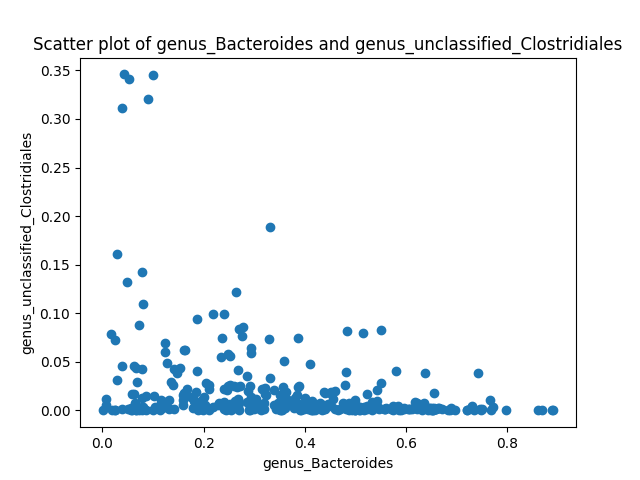 Scatter plot of genus_Bacteroides and genus_unclassified_Clostridiales
0.35
0.30
0.25
0.20
0.15
0.10
0.05
0.00
genus_unclassified_Clostridiales
0.0 0.2 0.4 0.6 0.8
genus_Bacteroides